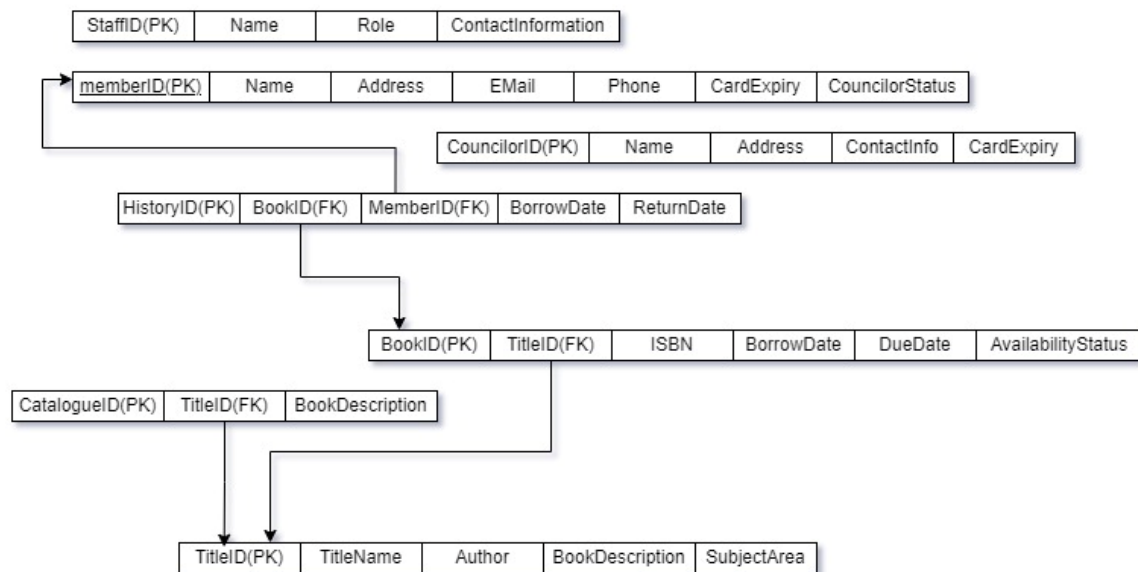 StaffID(PK) Name Role ContactInformation
memberID(PK) Name Address EMail Phone CardExpiry CouncilorStatus
CouncilorID(PK) Name Address ContactInfo CardExpiry
HistoryID(PK) BookID(FK) MemberID(FK) BorrowDate ReturnDate
BookID(PK) TitleID(FK) ISBN BorrowDate DueDate AvailabilityStatus
CatalogueID(PK) TitleID(FK) BookDescription
TitleID(PK) TitleName Author BookDescription SubjectArea